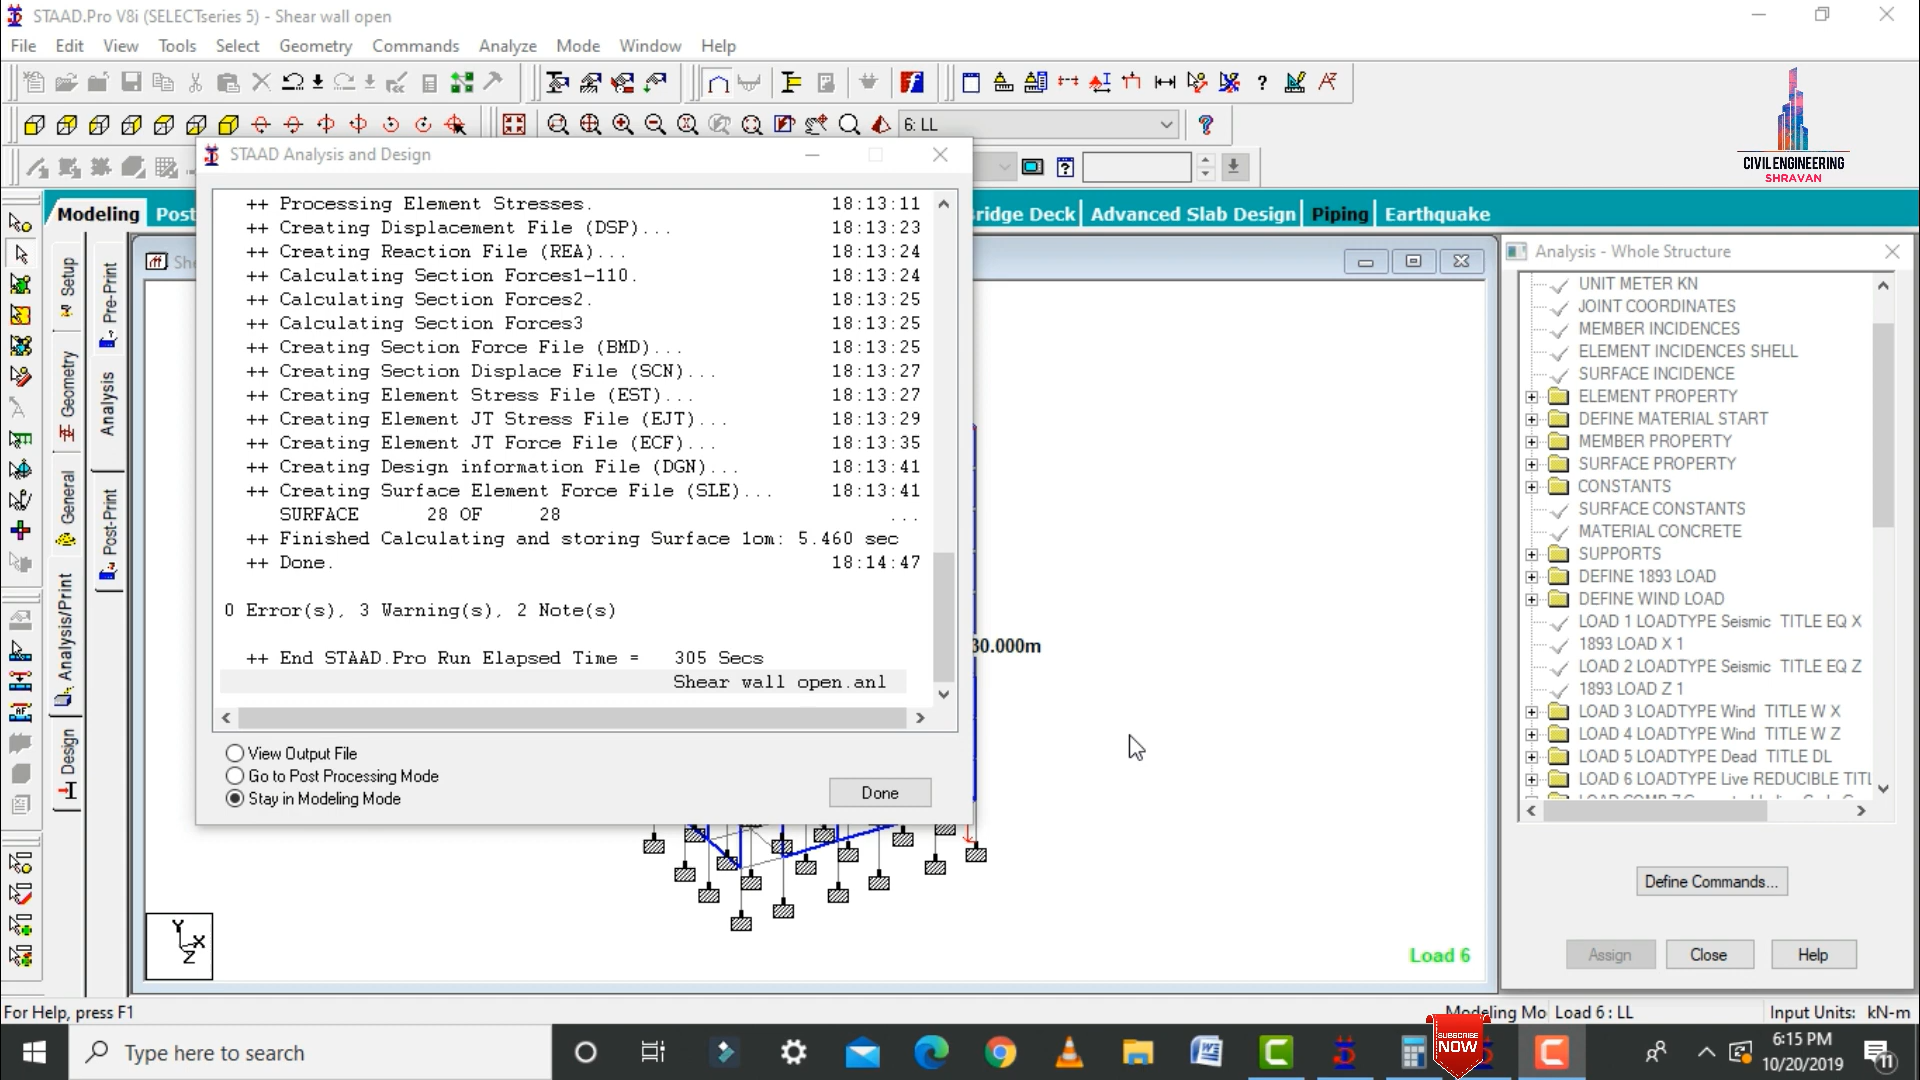 STAAD.Pro V8i (SELECTseries 5) - Shear wall open
File Edit View Tools Select Geometry Commands Analyze Mode Window Help
6: LL
CIVIL ENGINEERING
SHRAVAN
STAAD Analysis and Design
++ Processing Element Stresses. 18:13:11
++ Creating Displacement File (DSP)... 18:13:23
++ Creating Reaction File (REA)... 18:13:24
++ Calculating Section Forces1-110. 18:13:24
++ Calculating Section Forces2. 18:13:25
++ Calculating Section Forces3 18:13:25
++ Creating Section Force File (BMD)... 18:13:25
++ Creating Section Displace File (SCN)... 18:13:27
++ Creating Element Stress File (EST)... 18:13:27
++ Creating Element JT Stress File (EJT)... 18:13:29
++ Creating Element JT Force File (ECF)... 18:13:35
++ Creating Design information File (DGN)... 18:13:41
++ Creating Surface Element Force File (SLE)... 18:13:41
SURFACE 28 OF 28 ...
++ Finished Calculating and storing Surface 1om: 5.460 sec
++ Done. 18:14:47
0 Error(s), 3 Warning(s), 2 Note(s)
++ End STAAD.Pro Run Elapsed Time = 305 Secs
Shear wall open.anl
View Output File
Go to Post Processing Mode
Stay in Modeling Mode
Done
Modeling Post
ridge Deck Advanced Slab Design Piping Earthquake
She
Setup
Geometry
General
Analysis/Print
Design
Pre-Print
Analysis
Post-Print
30.000m
Y
X
Z
Load 6
Analysis - Whole Structure
UNIT METER KN
JOINT COORDINATES
MEMBER INCIDENCES
ELEMENT INCIDENCES SHELL
SURFACE INCIDENCE
ELEMENT PROPERTY
DEFINE MATERIAL START
MEMBER PROPERTY
SURFACE PROPERTY
CONSTANTS
SURFACE CONSTANTS
MATERIAL CONCRETE
SUPPORTS
DEFINE 1893 LOAD
DEFINE WIND LOAD
LOAD 1 LOADTYPE Seismic TITLE EQ X
1893 LOAD X 1
LOAD 2 LOADTYPE Seismic TITLE EQ Z
1893 LOAD Z 1
LOAD 3 LOADTYPE Wind TITLE W X
LOAD 4 LOADTYPE Wind TITLE W Z
LOAD 5 LOADTYPE Dead TITLE DL
LOAD 6 LOADTYPE Live REDUCIBLE TITL
Define Commands...
Assign Close Help
For Help, press F1
Modeling Mo Load 6 : LL Input Units: kN-m
Type here to search
SUBSCRIBE
NOW
6:15 PM
10/20/2019
11